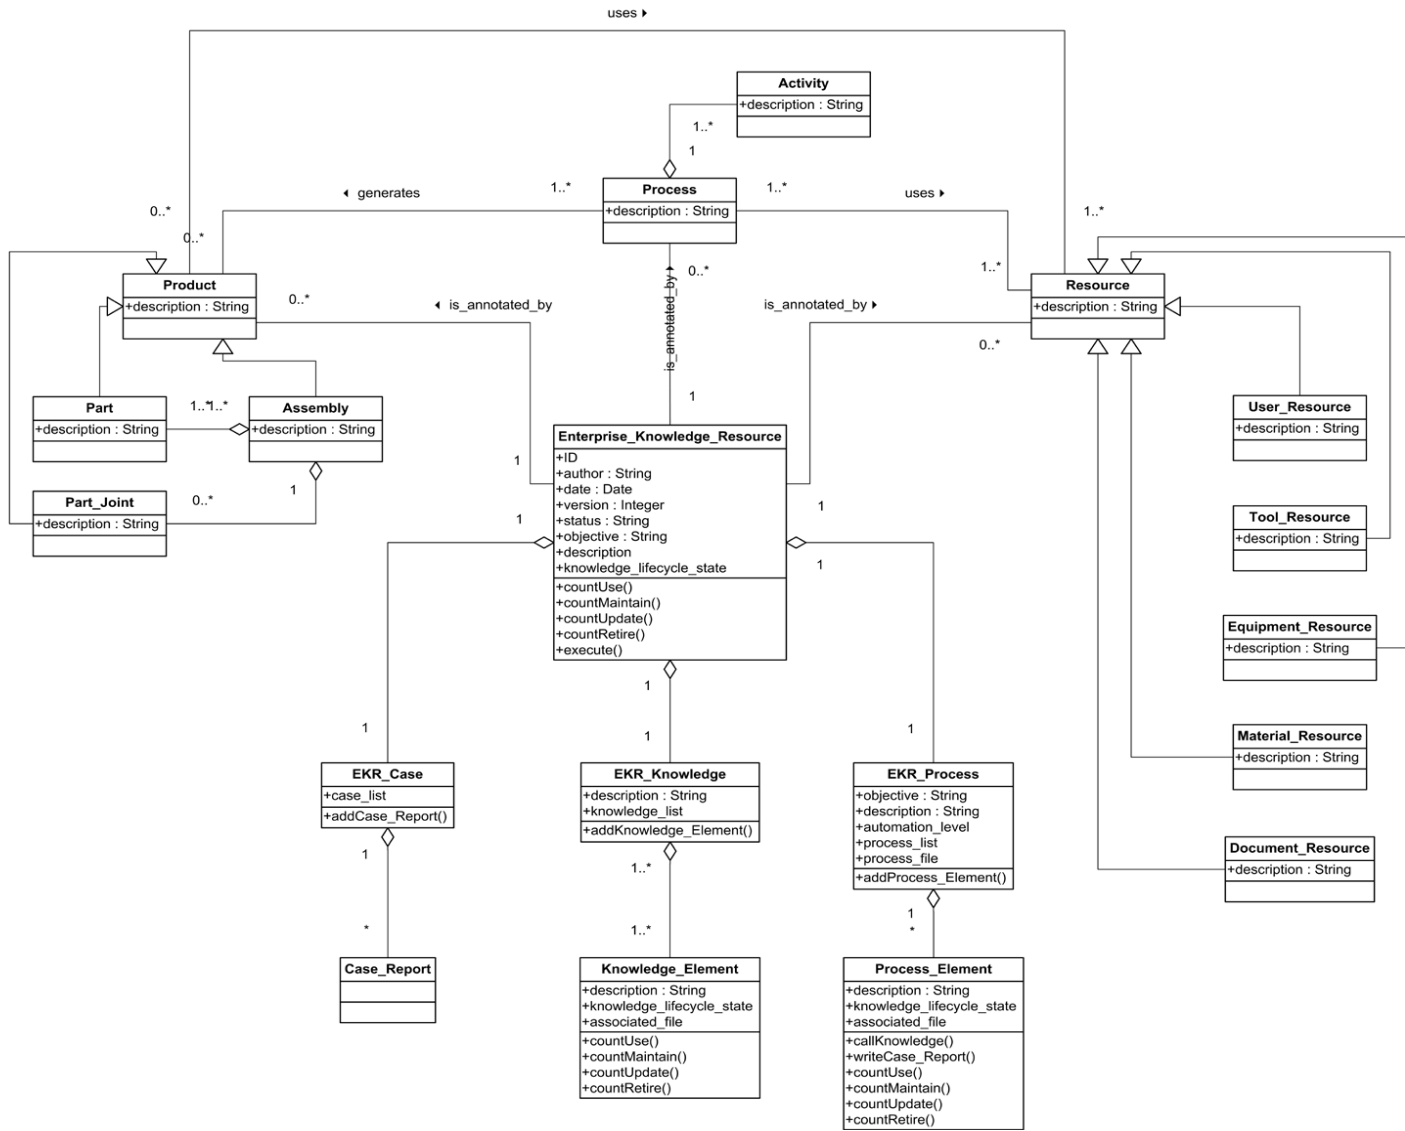 uses ▸
Activity
+description : String
1..*
1
◂ generates
1..*
Process
+description : String
1..*
uses ▸
0..*
0..*
1..*
1..*
Product
+description : String
0..*
◂ is_annotated_by
is_annotated_by ▸
0..*
is_annotated_by ▸
0..*
Resource
+description : String
1
Part
+description : String
1..*
1..*
Assembly
+description : String
1
0..*
Part_Joint
+description : String
User_Resource
+description : String
Tool_Resource
+description : String
Equipment_Resource
+description : String
Material_Resource
+description : String
Document_Resource
+description : String
Enterprise_Knowledge_Resource
+ID
+author : String
+date : Date
+version : Integer
+status : String
+objective : String
+description
+knowledge_lifecycle_state
+countUse()
+countMaintain()
+countUpdate()
+countRetire()
+execute()
1
1
1
1
1
1
1
1
EKR_Case
+case_list
+addCase_Report()
1
*
Case_Report
EKR_Knowledge
+description : String
+knowledge_list
+addKnowledge_Element()
1..*
1..*
Knowledge_Element
+description : String
+knowledge_lifecycle_state
+associated_file
+countUse()
+countMaintain()
+countUpdate()
+countRetire()
EKR_Process
+objective : String
+description : String
+automation_level
+process_list
+process_file
+addProcess_Element()
1
*
Process_Element
+description : String
+knowledge_lifecycle_state
+associated_file
+callKnowledge()
+writeCase_Report()
+countUse()
+countMaintain()
+countUpdate()
+countRetire()